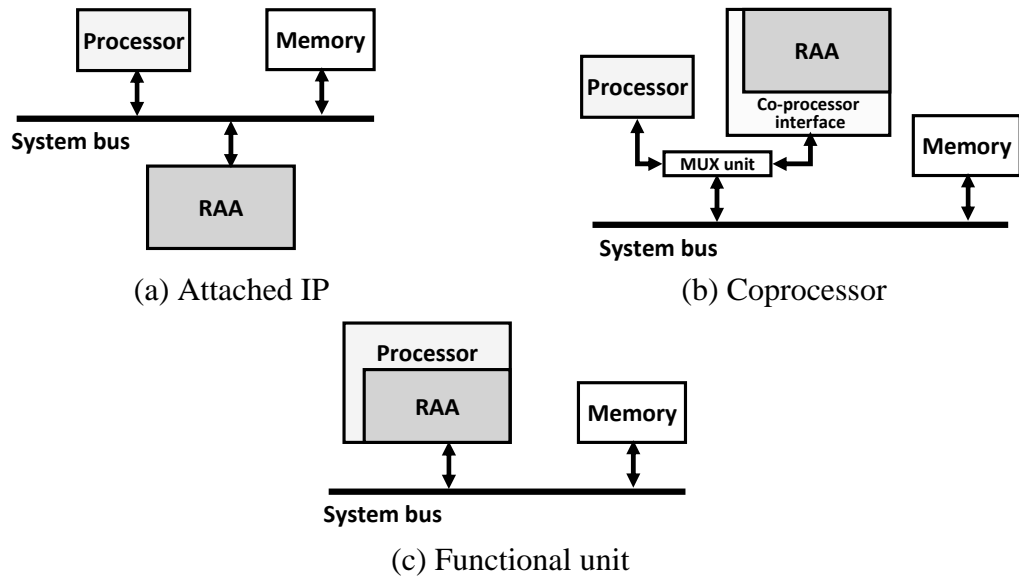 Processor
Memory
System bus
RAA
(a) Attached IP
RAA
Processor
Co-processor
interface
MUX unit
Memory
System bus
(b) Coprocessor
Processor
RAA
Memory
System bus
(c) Functional unit